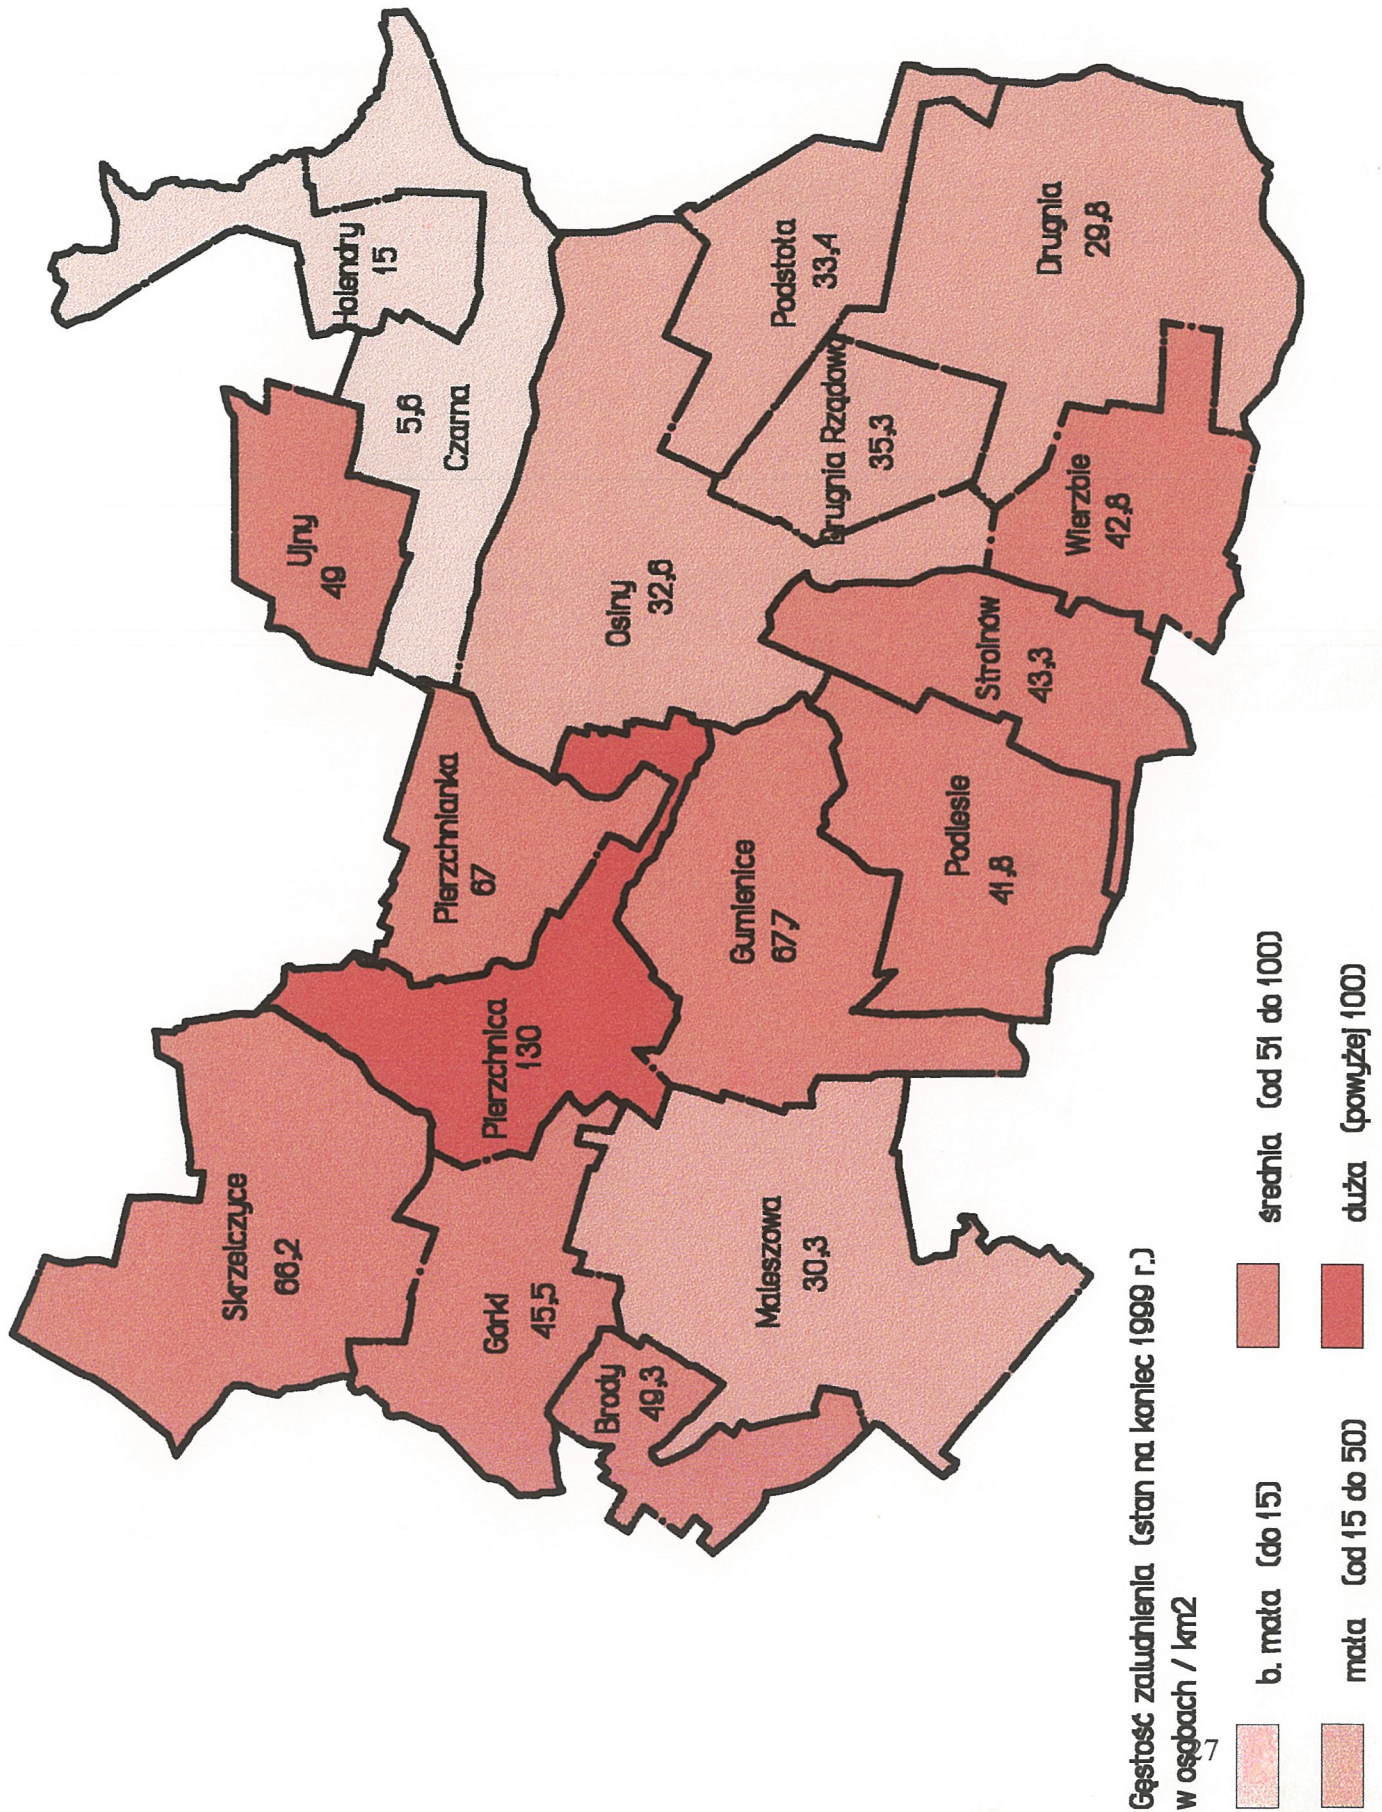 Skrzelczyce
66,2
Ujny
49
Holendry
15
5,6
Czarna
Pierzchnianka
67
Górki
45,5
Pierzchnica
130
Brody
49,3
Osiny
32,6
Gumienice
67,7
Maleszowa
30,3
Podstoła
33,4
Drugnia Rządowa
35,3
Podlesie
41,8
Strojnów
43,3
Drugnia
29,8
Wierzbie
42,8
Gęstość zaludnienia (stan na koniec 1999 r.)
w osobach / km2
b. mała (do 15)
średnia (od 51 do 100)
mała (od 15 do 50)
duża (powyżej 100)
27